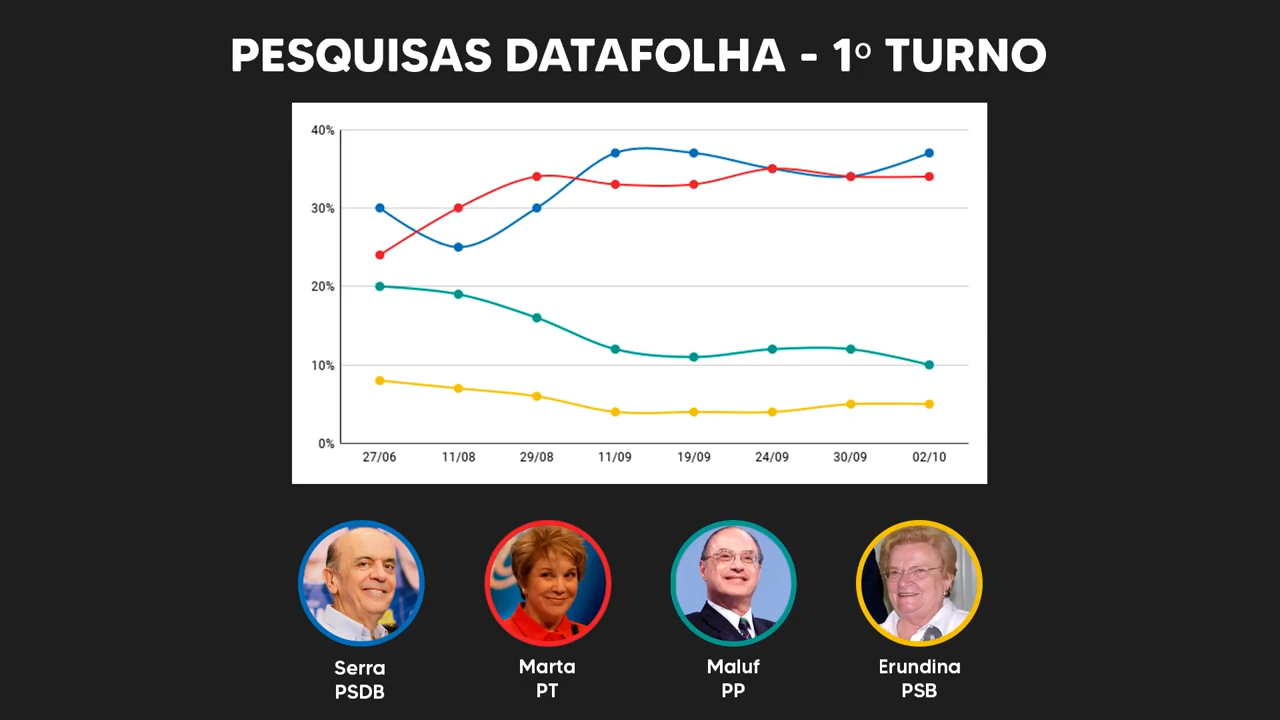 PESQUISAS DATAFOLHA - 1º TURNO
40%
30%
20%
10%
0%
27/06 11/08 29/08 11/09 19/09 24/09 30/09 02/10
Serra Marta Maluf Erundina
PSDB PT PP PSB